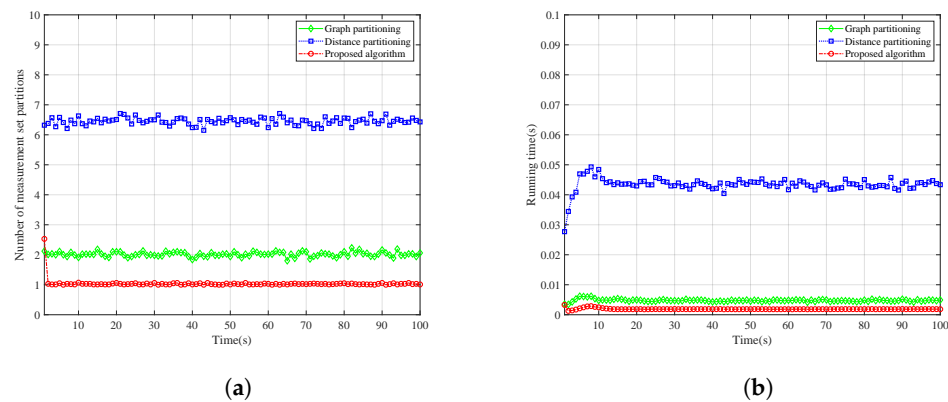 10
9
8
7
6
5
4
3
2
1
0
Number of measurement set partitions
Graph partitioning
Distance partitioning
Proposed algorithm
10 20 30 40 50 60 70 80 90 100
Time(s)
(a)
0.1
0.09
0.08
0.07
0.06
0.05
0.04
0.03
0.02
0.01
0
Running time(s)
Graph partitioning
Distance partitioning
Proposed algorithm
10 20 30 40 50 60 70 80 90 100
Time(s)
(b)